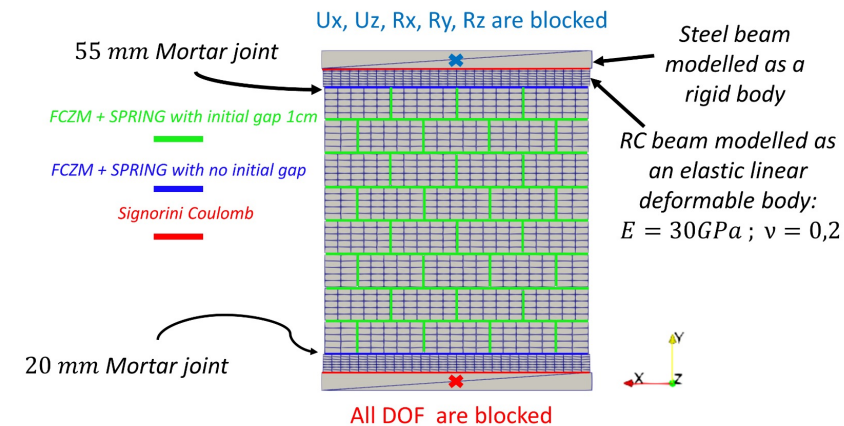 Ux, Uz, Rx, Ry, Rz are blocked
55 mm Mortar joint
Steel beam
modelled as a
rigid body
FCZM + SPRING with initial gap 1cm
RC beam modelled as
an elastic linear
deformable body:
E = 30GPa ; ν = 0,2
FCZM + SPRING with no initial gap
Signorini Coulomb
20 mm Mortar joint
Y
X
Z
All DOF are blocked